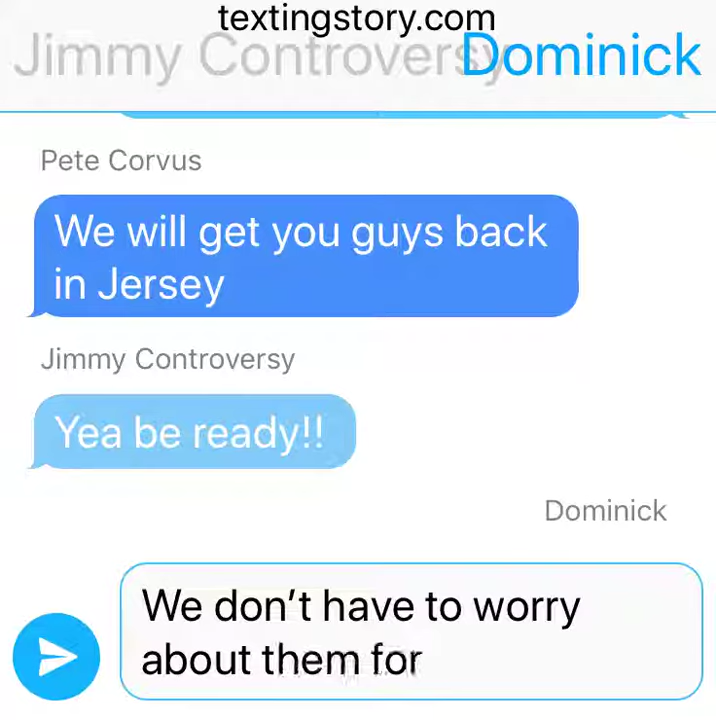 textingstory.com
Jimmy Controversy Dominick
Pete Corvus
We will get you guys back
in Jersey
Jimmy Controversy
Yea be ready!!
Dominick
We don’t have to worry
about them for